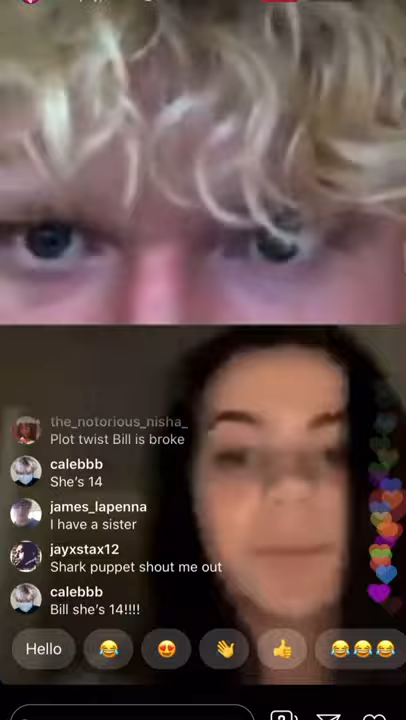 the_notorious_nisha_
Plot twist Bill is broke
calebbb
She's 14
james_lapenna
I have a sister
jayxstax12
Shark puppet shout me out
calebbb
Bill she's 14!!!!
Hello